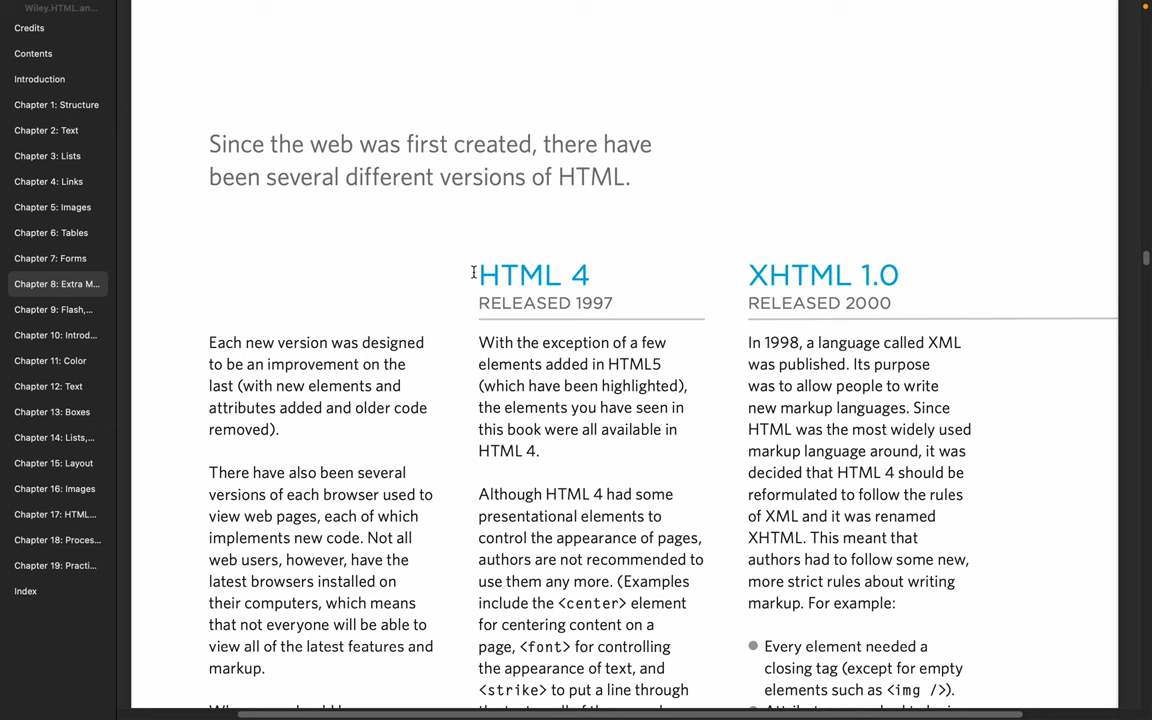 Wiley.HTML.an...
Credits
Contents
Introduction
Chapter 1: Structure
Chapter 2: Text
Chapter 3: Lists
Chapter 4: Links
Chapter 5: Images
Chapter 6: Tables
Chapter 7: Forms
Chapter 8: Extra M...
Chapter 9: Flash,...
Chapter 10: Introd...
Chapter 11: Color
Chapter 12: Text
Chapter 13: Boxes
Chapter 14: Lists,...
Chapter 15: Layout
Chapter 16: Images
Chapter 17: HTML...
Chapter 18: Proces...
Chapter 19: Practi...
Index
Since the web was first created, there have
been several different versions of HTML.
Each new version was designed
to be an improvement on the
last (with new elements and
attributes added and older code
removed).
There have also been several
versions of each browser used to
view web pages, each of which
implements new code. Not all
web users, however, have the
latest browsers installed on
their computers, which means
that not everyone will be able to
view all of the latest features and
markup.
HTML 4
RELEASED 1997
With the exception of a few
elements added in HTML5
(which have been highlighted),
the elements you have seen in
this book were all available in
HTML 4.
Although HTML 4 had some
presentational elements to
control the appearance of pages,
authors are not recommended to
use them any more. (Examples
include the <center> element
for centering content on a
page, <font> for controlling
the appearance of text, and
<strike> to put a line through
XHTML 1.0
RELEASED 2000
In 1998, a language called XML
was published. Its purpose
was to allow people to write
new markup languages. Since
HTML was the most widely used
markup language around, it was
decided that HTML 4 should be
reformulated to follow the rules
of XML and it was renamed
XHTML. This meant that
authors had to follow some new,
more strict rules about writing
markup. For example:
● Every element needed a
closing tag (except for empty
elements such as <img />).